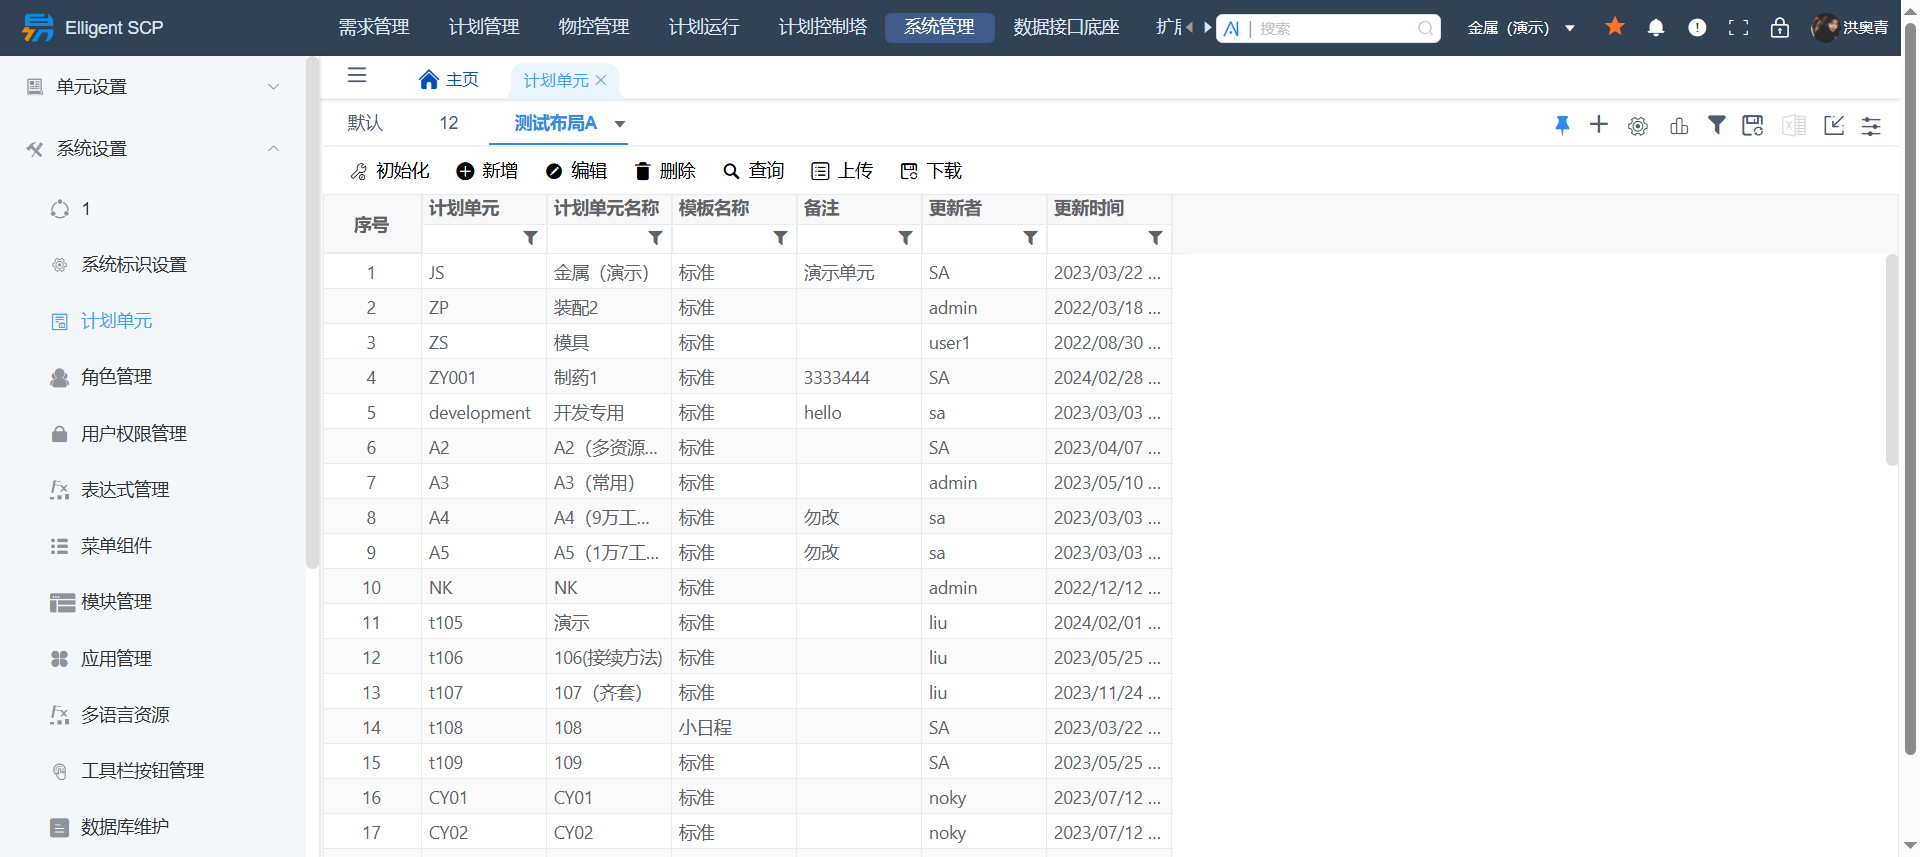 Elligent SCP
需求管理 计划管理 物控管理 计划运行 计划控制塔 系统管理 数据接口底座 扩
AI | 搜索
金属（演示）
洪奥青
单元设置
系统设置
1
系统标识设置
计划单元
角色管理
用户权限管理
表达式管理
菜单组件
模块管理
应用管理
多语言资源
工具栏按钮管理
数据库维护
主页 计划单元
默认 12 测试布局A
初始化 新增 编辑 删除 查询 上传 下载
序号 计划单元 计划单元名称 模板名称 备注 更新者 更新时间
1 JS 金属（演示） 标准 演示单元 SA 2023/03/22 ...
2 ZP 装配2 标准 admin 2022/03/18 ...
3 ZS 模具 标准 user1 2022/08/30 ...
4 ZY001 制药1 标准 3333444 SA 2024/02/28 ...
5 development 开发专用 标准 hello sa 2023/03/03 ...
6 A2 A2（多资源... 标准 SA 2023/04/07 ...
7 A3 A3（常用） 标准 admin 2023/05/10 ...
8 A4 A4（9万工... 标准 勿改 sa 2023/03/03 ...
9 A5 A5（1万7工... 标准 勿改 sa 2023/03/03 ...
10 NK NK 标准 admin 2022/12/12 ...
11 t105 演示 标准 liu 2024/02/01 ...
12 t106 106(接续方法) 标准 liu 2023/05/25 ...
13 t107 107（齐套） 标准 liu 2023/11/24 ...
14 t108 108 小日程 SA 2023/03/22 ...
15 t109 109 标准 SA 2023/05/25 ...
16 CY01 CY01 标准 noky 2023/07/12 ...
17 CY02 CY02 标准 noky 2023/07/12 ...